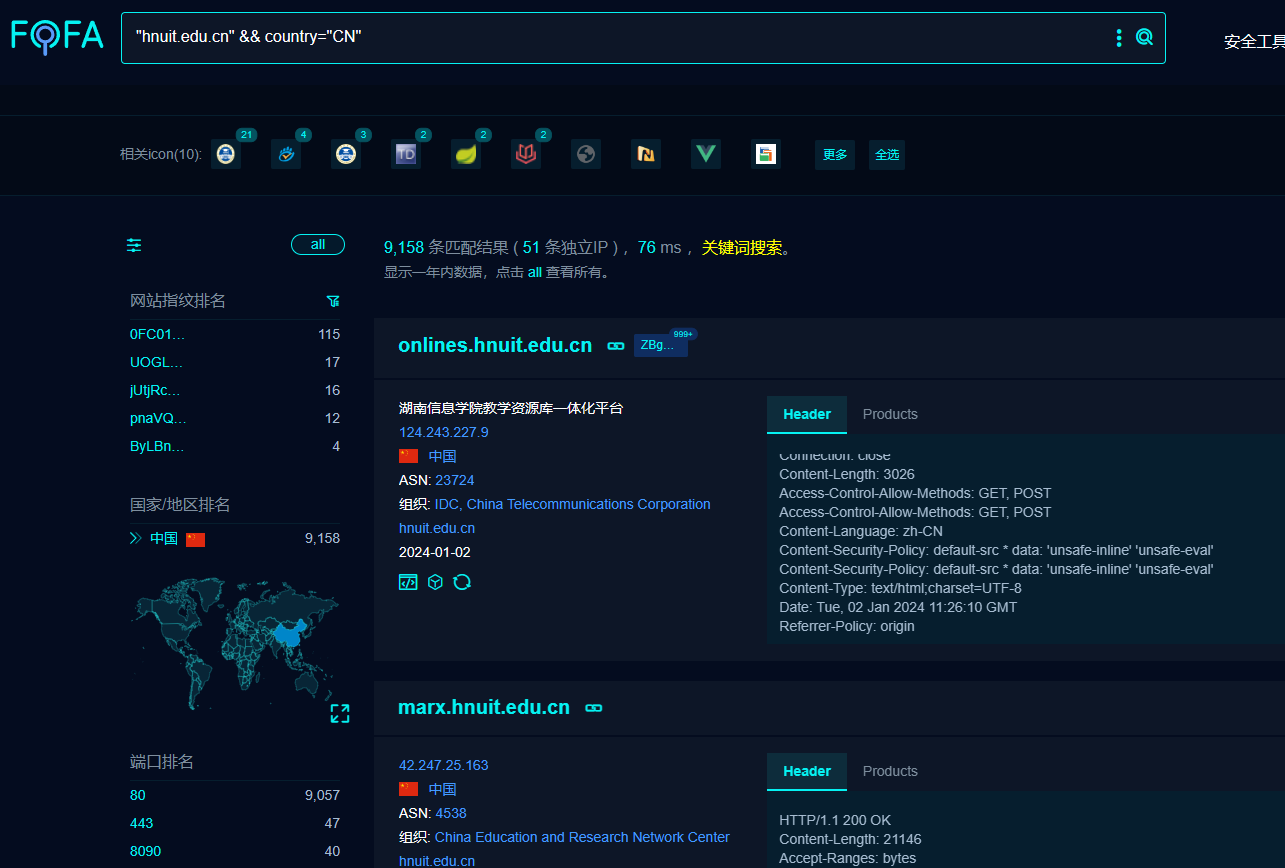 FOFA
"hnuit.edu.cn" && country="CN"
安全工具
相关icon(10):
21
4
3
2
2
2
TD
更多
全选
all
9,158 条匹配结果 ( 51 条独立IP ) , 76 ms , 关键词搜索。
显示一年内数据，点击 all 查看所有。
网站指纹排名
0FC01... 115
UOGL... 17
jUtjRc... 16
pnaVQ... 12
ByLBn... 4
国家/地区排名
中国 9,158
端口排名
80 9,057
443 47
8090 40
onlines.hnuit.edu.cn
ZBg...
999+
湖南信息学院教学资源库一体化平台
124.243.227.9
中国
ASN: 23724
组织: IDC, China Telecommunications Corporation
hnuit.edu.cn
2024-01-02
Header Products
Connection: close
Content-Length: 3026
Access-Control-Allow-Methods: GET, POST
Access-Control-Allow-Methods: GET, POST
Content-Language: zh-CN
Content-Security-Policy: default-src * data: 'unsafe-inline' 'unsafe-eval'
Content-Security-Policy: default-src * data: 'unsafe-inline' 'unsafe-eval'
Content-Type: text/html;charset=UTF-8
Date: Tue, 02 Jan 2024 11:26:10 GMT
Referrer-Policy: origin
marx.hnuit.edu.cn
42.247.25.163
中国
ASN: 4538
组织: China Education and Research Network Center
hnuit.edu.cn
Header Products
HTTP/1.1 200 OK
Content-Length: 21146
Accept-Ranges: bytes